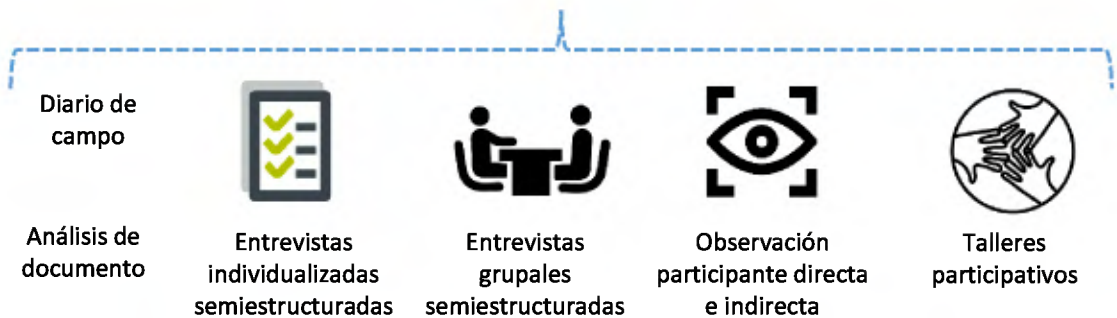 Diario de
campo
Análisis de
documento
Entrevistas
individualizadas
semiestructuradas
Entrevistas
grupales
semiestructuradas
Observación
participante directa
e indirecta
Talleres
participativos